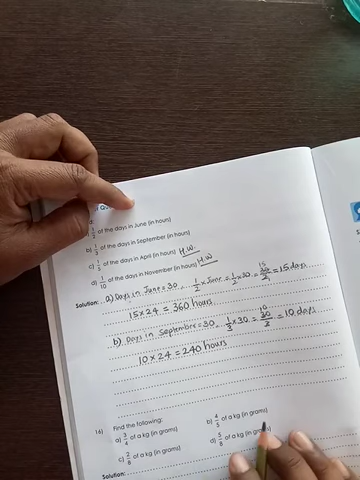 a) 1/2 of the days in June (in hours)
b) 1/3 of the days in September (in hours)
c) 1/5 of the days in April (in hours) H.W.
d) 1/10 of the days in November (in hours) H.W
Solution: a) Days in June = 30, 1/2 × June = 1/2 × 30 = 30/2 = 15 days
15 × 24 = 360 hours
b) Days in September = 30, 1/3 × 30 = 30/3 = 10 days
10 × 24 = 240 hours
16) Find the following:
a) 3/4 of a kg (in grams) b) 4/5 of a kg (in grams)
c) 2/8 of a kg (in grams) d) 5/8 of a kg (in grams)
Solution: